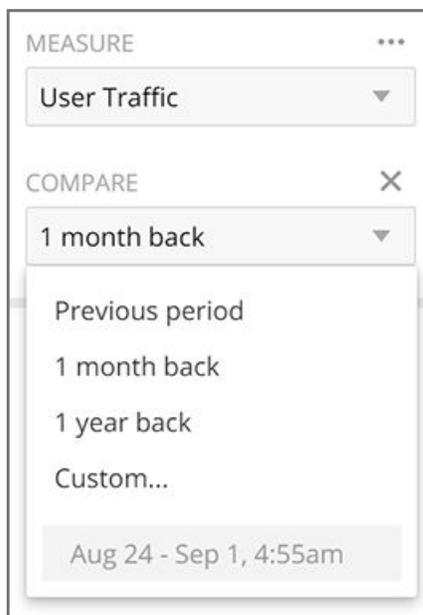 MEASURE
User Traffic
COMPARE
1 month back
Previous period
1 month back
1 year back
Custom...
Aug 24 - Sep 1, 4:55am